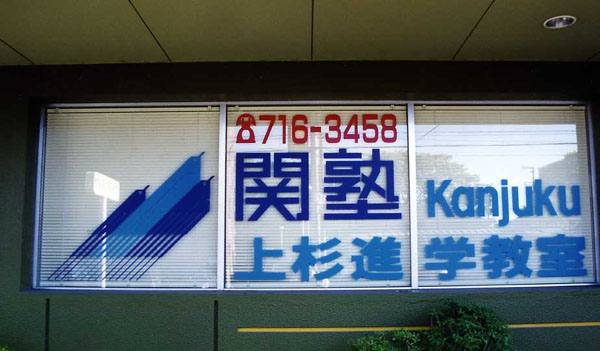 ☎716-3458
関塾 Kanjuku
上杉進学教室